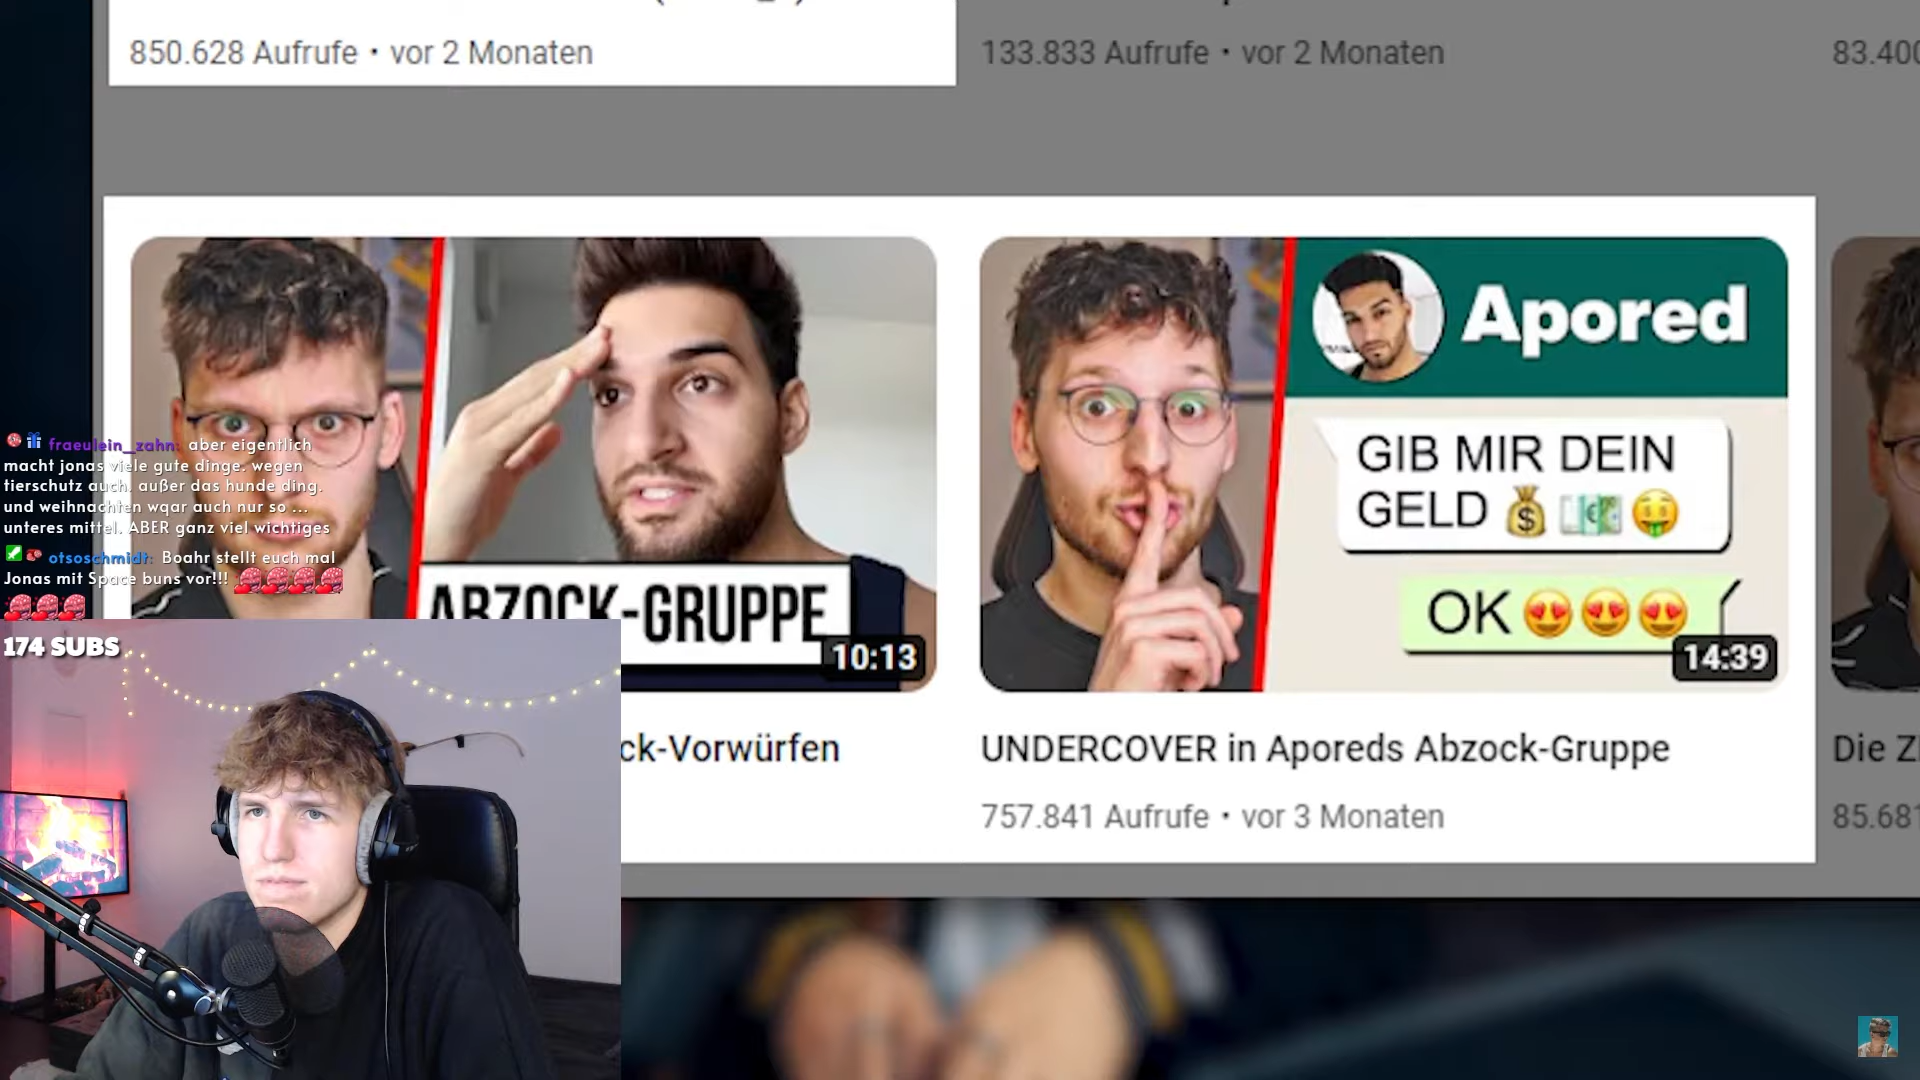 850.628 Aufrufe • vor 2 Monaten
133.833 Aufrufe • vor 2 Monaten
83.400
Apored
GIB MIR DEIN
GELD
OK
ABZOCK-GRUPPE
10:13
14:39
fraeulein_zahn: aber eigentlich
macht jonas viele gute dinge. wegen
tierschutz auch. außer das hunde ding.
und weihnachten wqar auch nur so ...
unteres mittel. ABER ganz viel wichtiges
otsoschmidt: Boahr stellt euch mal
Jonas mit Space buns vor!!!
174 SUBS
ck-Vorwürfen
UNDERCOVER in Aporeds Abzock-Gruppe
Die
757.841 Aufrufe • vor 3 Monaten
85.681